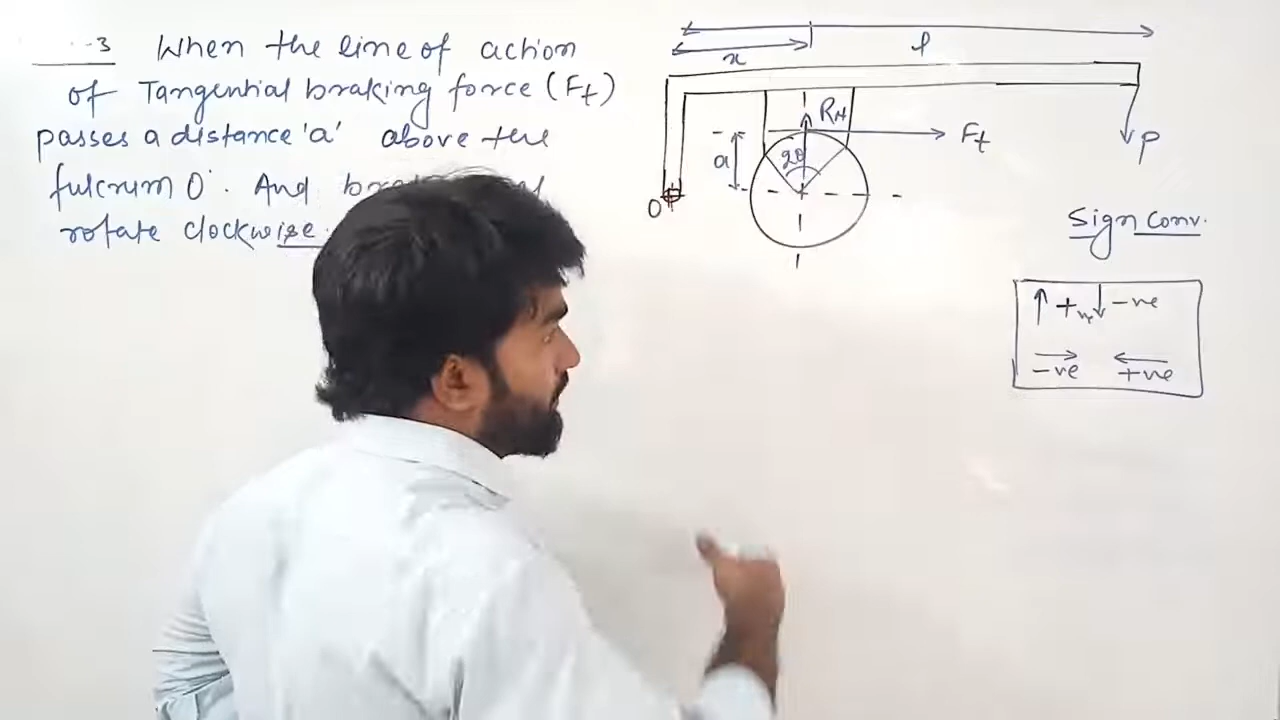 -3 When the line of action
of Tangential braking force (Ft)
passes a distance 'a' above the
fulcrum O'. And
rotate clockwise.
x
l
RN
Ft
P
a
2θ
O
Sign Conv.
↑ +ve ↓ -ve
→ -ve ← +ve